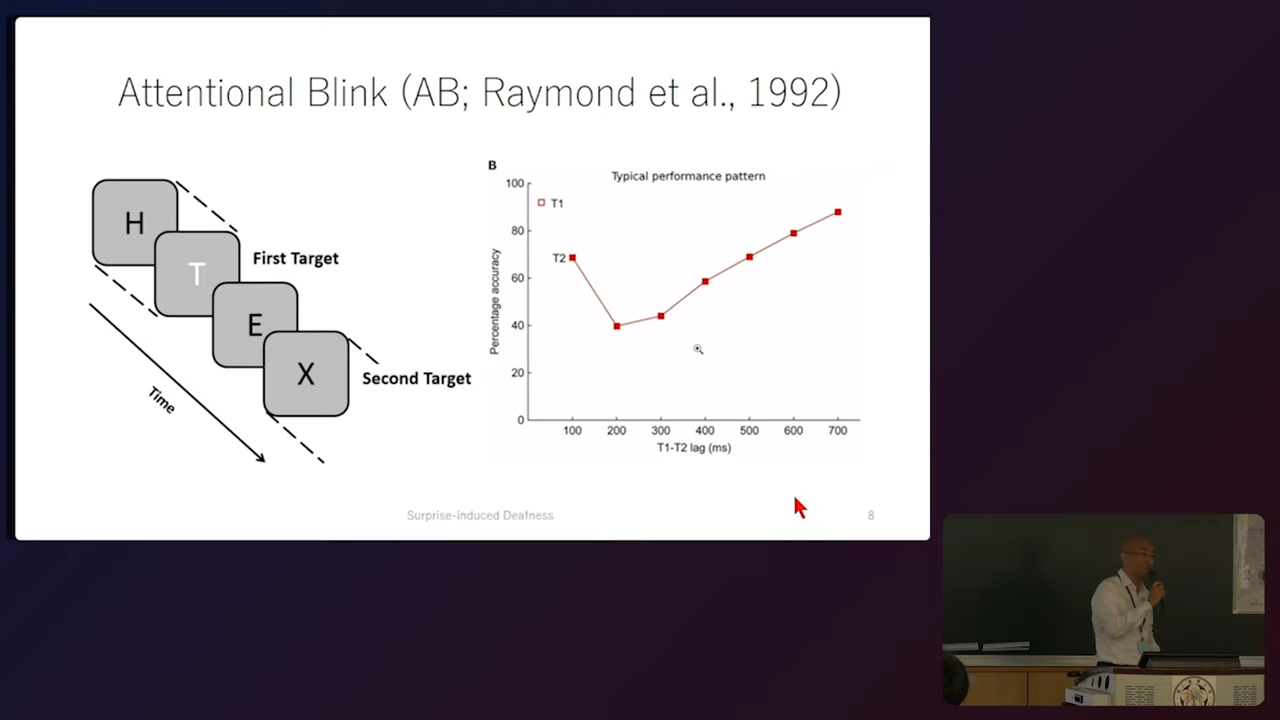 Attentional Blink (AB; Raymond et al., 1992)
H
T
First Target
E
X
Second Target
Time
B
Typical performance pattern
100
80
60
40
20
0
Percentage accuracy
T1
T2
100 200 300 400 500 600 700
T1-T2 lag (ms)
Surprise-induced Deafness
8